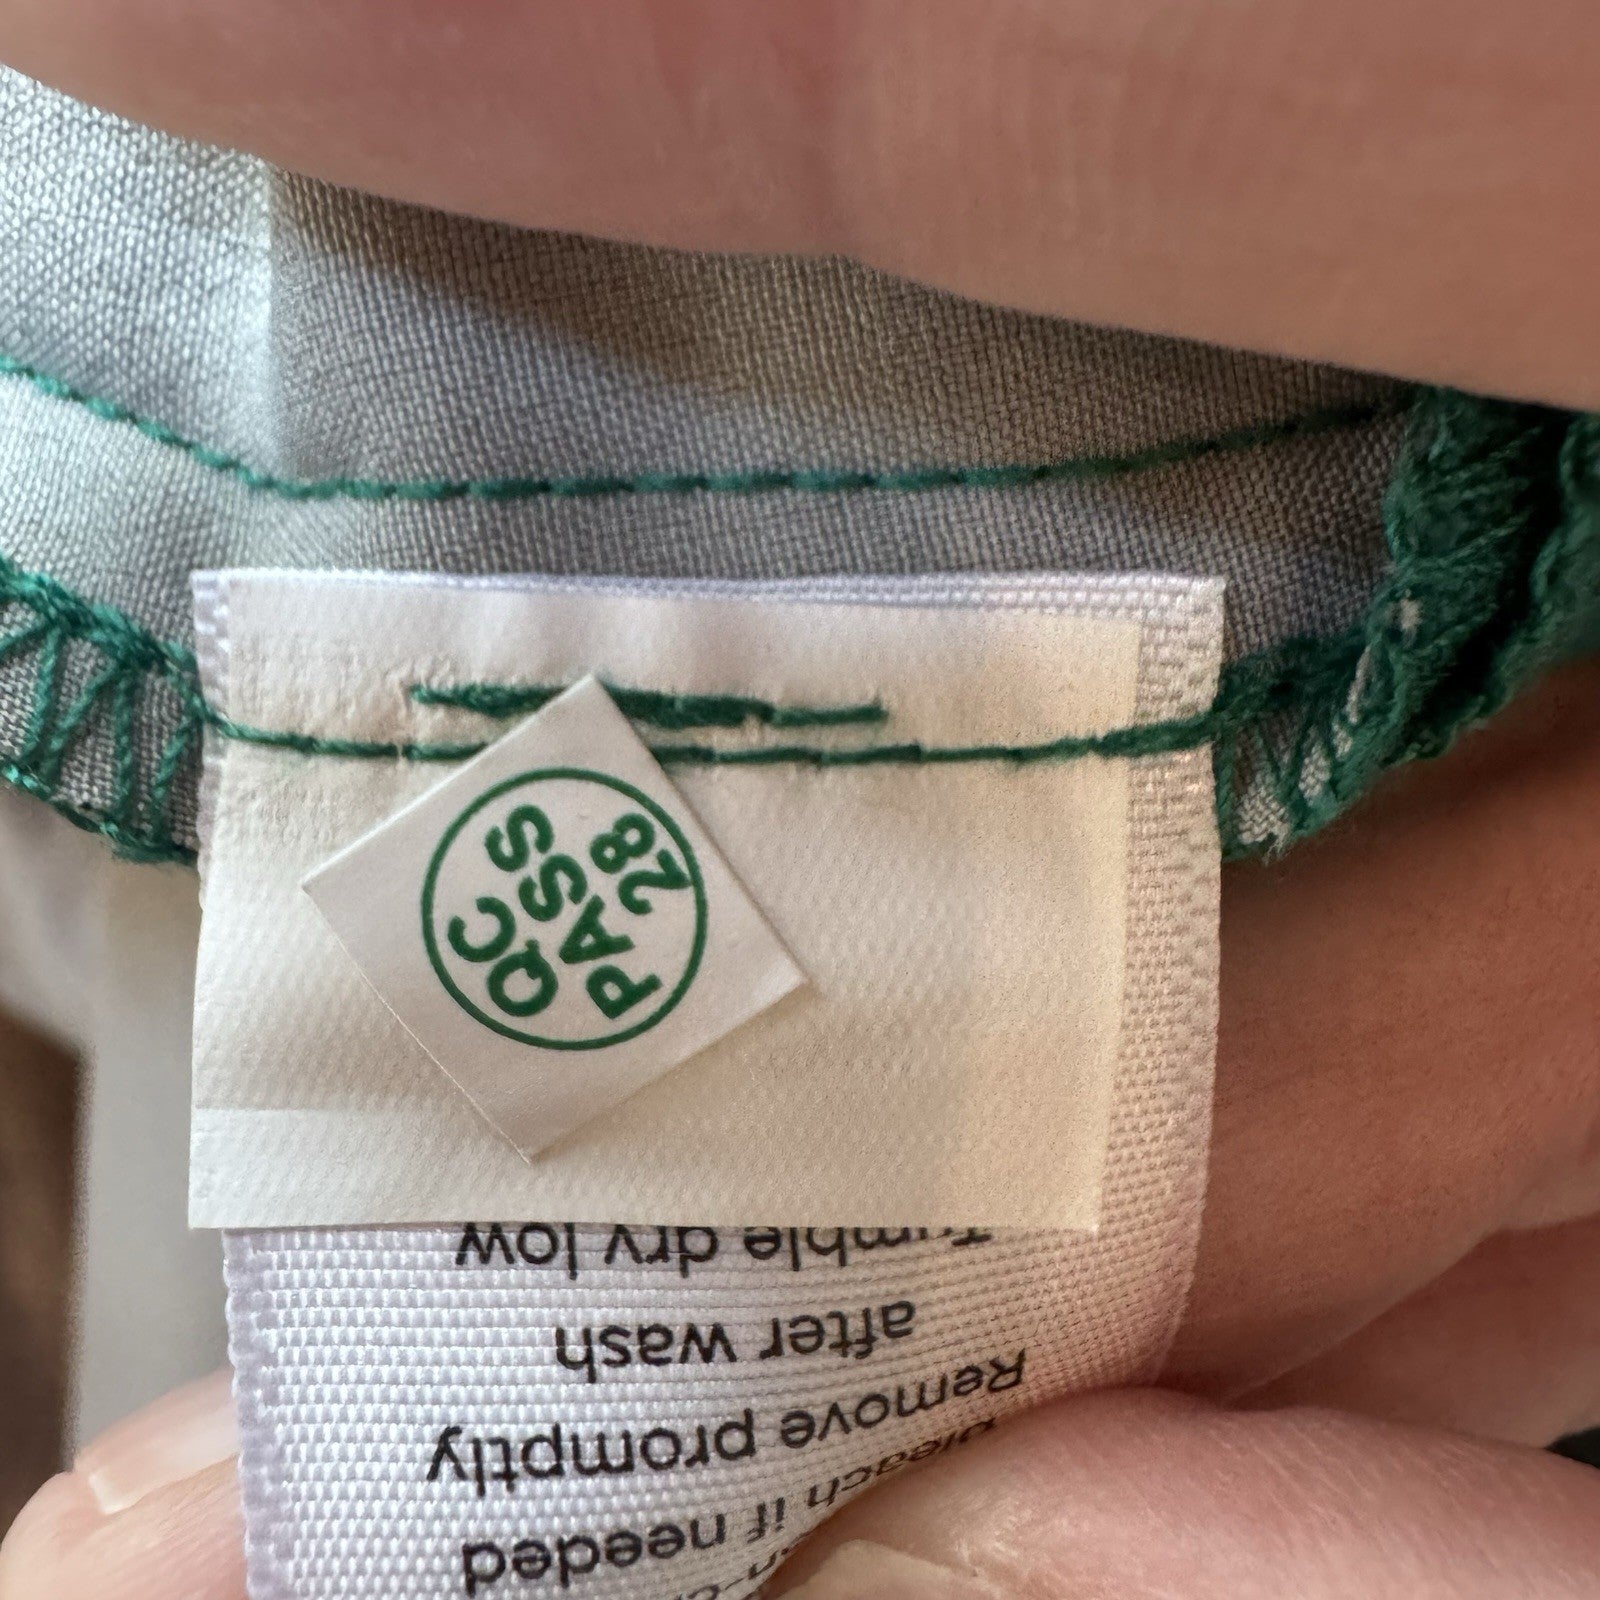 QC
PASS
28
bleach if needed
Remove promptly
after wash
Tumble dry low